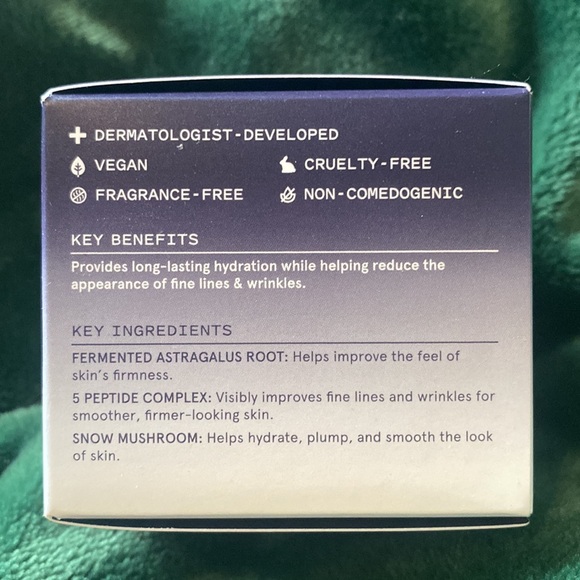 DERMATOLOGIST-DEVELOPED
VEGAN CRUELTY-FREE
FRAGRANCE-FREE NON-COMEDOGENIC
KEY BENEFITS
Provides long-lasting hydration while helping reduce the
appearance of fine lines & wrinkles.
KEY INGREDIENTS
FERMENTED ASTRAGALUS ROOT: Helps improve the feel of
skin's firmness.
5 PEPTIDE COMPLEX: Visibly improves fine lines and wrinkles for
smoother, firmer-looking skin.
SNOW MUSHROOM: Helps hydrate, plump, and smooth the look
of skin.